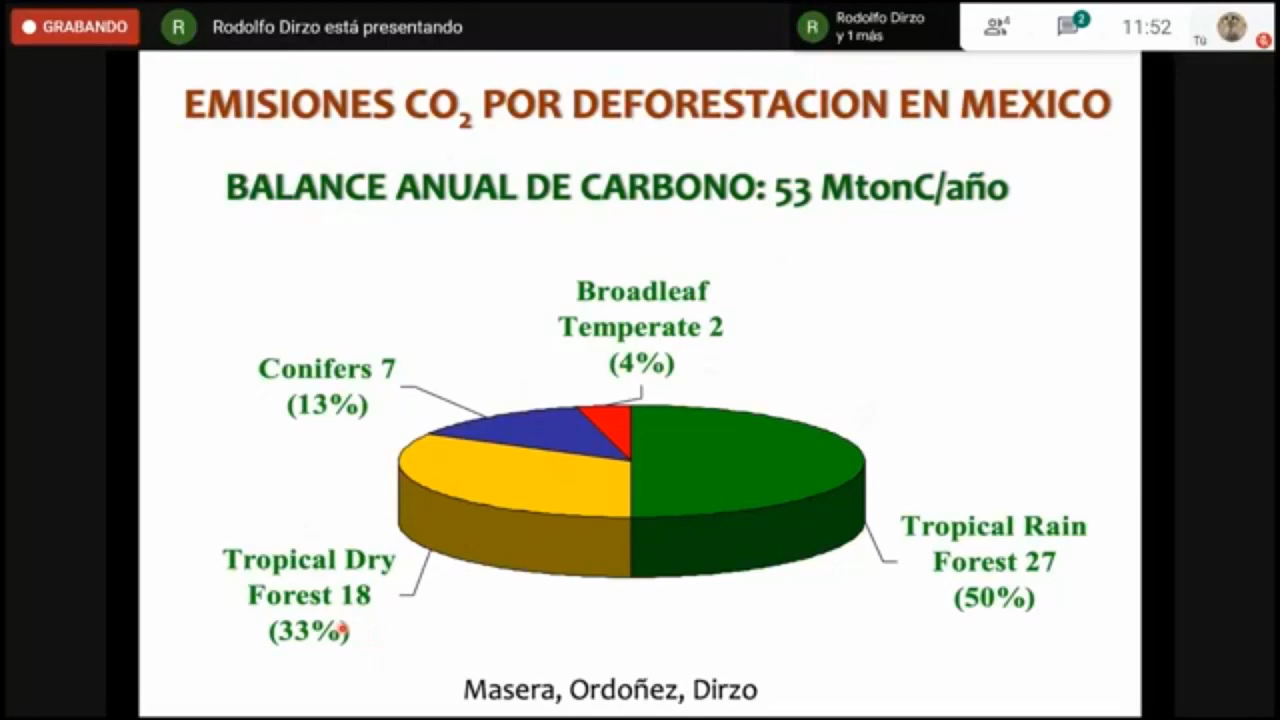 GRABANDO
R
Rodolfo Dirzo está presentando
R
Rodolfo Dirzo
y 1 más
4
2
11:52
Tú
EMISIONES CO₂ POR DEFORESTACION EN MEXICO
BALANCE ANUAL DE CARBONO: 53 MtonC/año
Broadleaf
Temperate 2
(4%)
Conifers 7
(13%)
Tropical Rain
Forest 27
(50%)
Tropical Dry
Forest 18
(33%)
Masera, Ordoñez, Dirzo